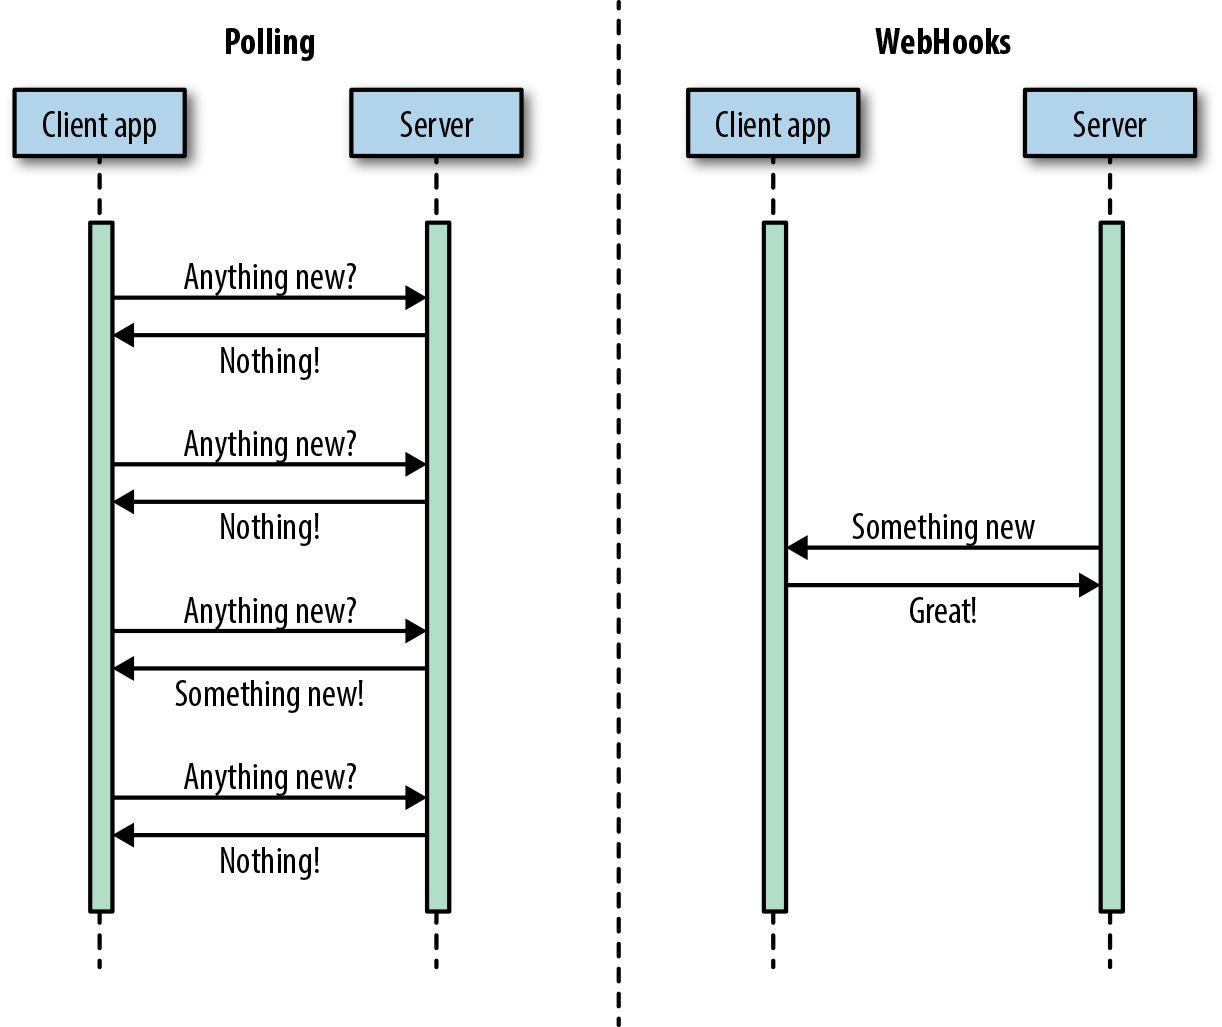 Polling
Client app
Server
Anything new?
Nothing!
Anything new?
Nothing!
Anything new?
Something new!
Anything new?
Nothing!
WebHooks
Client app
Server
Something new
Great!